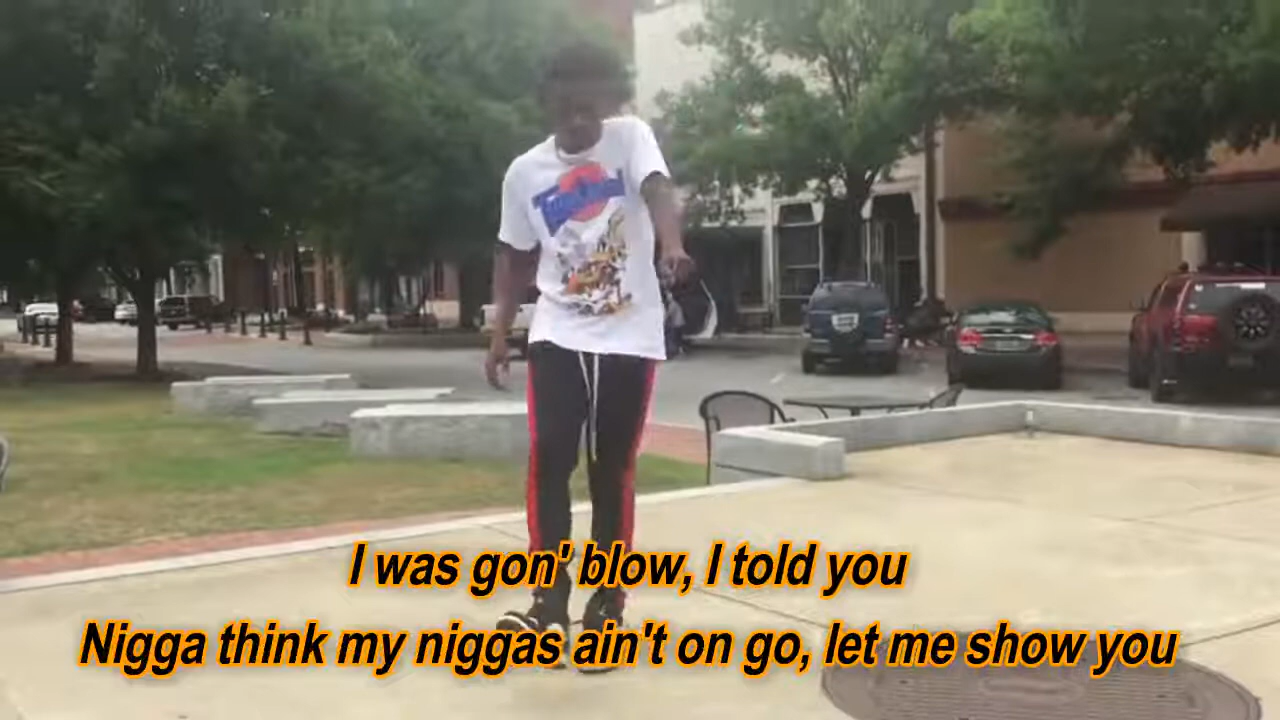 I was gon' blow, I told you
Nigga think my niggas ain't on go, let me show you